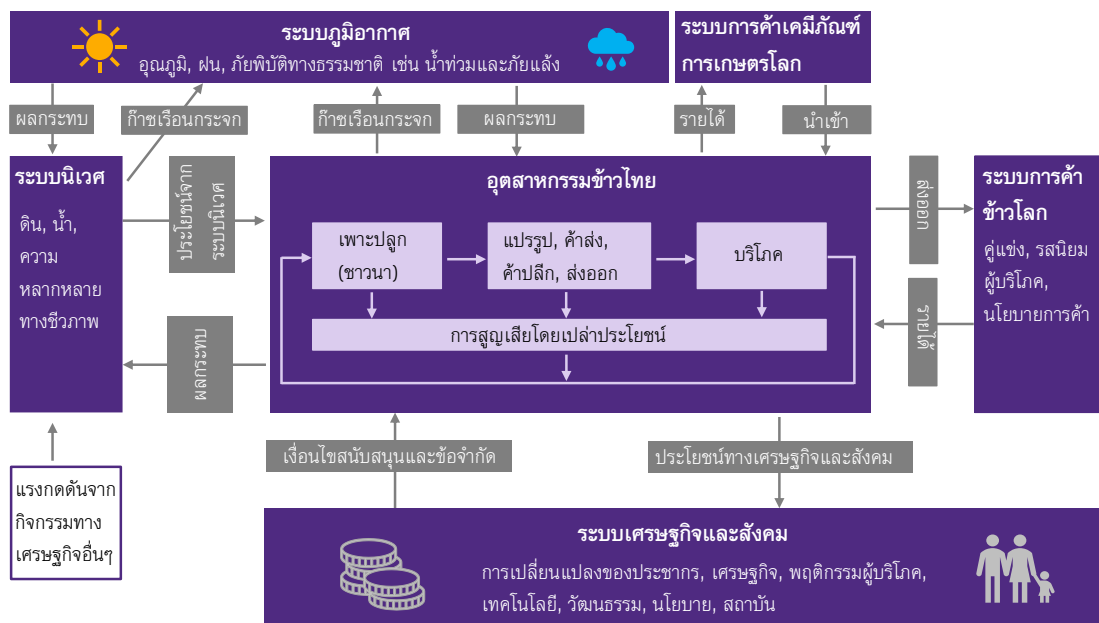 ระบบภูมิอากาศ
อุณภูมิ, ฝน, ภัยพิบัติทางธรรมชาติ เช่น น้ำท่วมและภัยแล้ง
ระบบการค้าเคมีภัณฑ์
การเกษตรโลก
ผลกระทบ
ก๊าซเรือนกระจก
ก๊าซเรือนกระจก
ผลกระทบ
รายได้
นำเข้า
ระบบนิเวศ
ดิน, น้ำ,
ความ
หลากหลาย
ทางชีวภาพ
ประโยชน์จาก
ระบบนิเวศ
ผลกระทบ
อุตสาหกรรมข้าวไทย
เพาะปลูก
(ชาวนา)
แปรรูป, ค้าส่ง,
ค้าปลีก, ส่งออก
บริโภค
การสูญเสียโดยเปล่าประโยชน์
ส่งออก
รายได้
ระบบการค้า
ข้าวโลก
คู่แข่ง, รสนิยม
ผู้บริโภค,
นโยบายการค้า
เงื่อนไขสนับสนุนและข้อจำกัด
ประโยชน์ทางเศรษฐกิจและสังคม
แรงกดดันจาก
กิจกรรมทาง
เศรษฐกิจอื่นๆ
ระบบเศรษฐกิจและสังคม
การเปลี่ยนแปลงของประชากร, เศรษฐกิจ, พฤติกรรมผู้บริโภค,
เทคโนโลยี, วัฒนธรรม, นโยบาย, สถาบัน